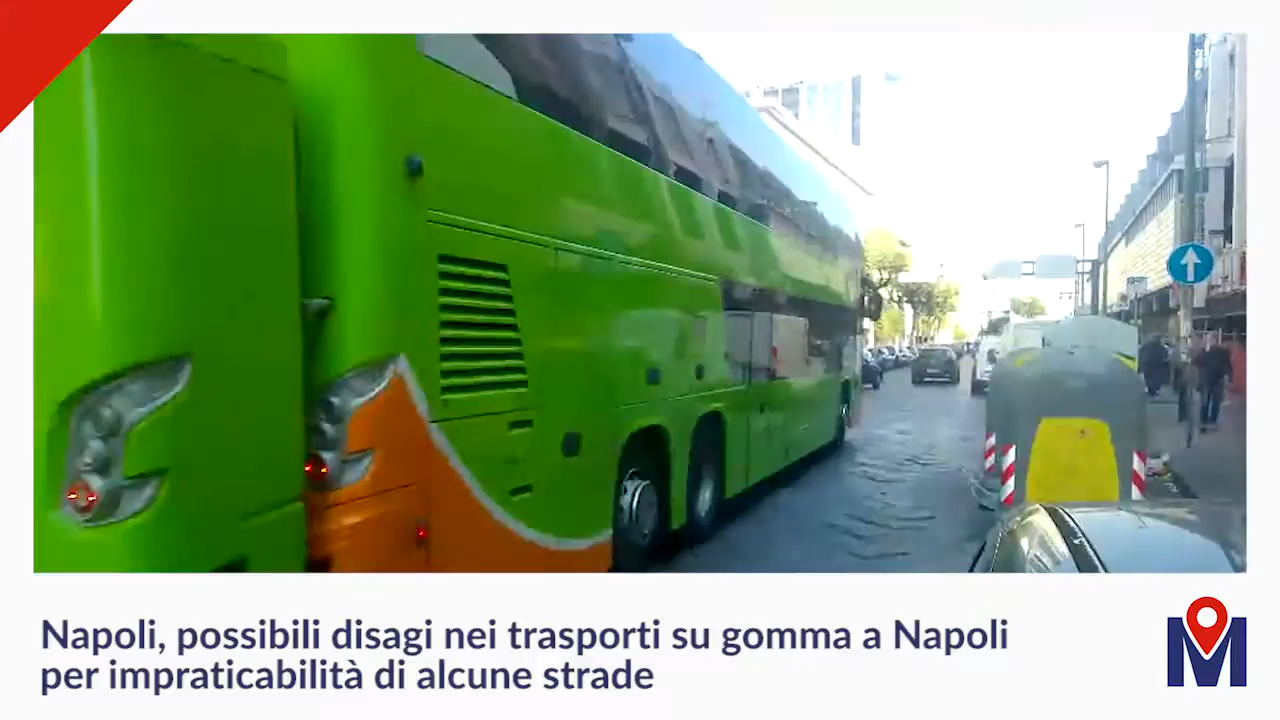 Napoli, possibili disagi nei trasporti su gomma a Napoli
per impraticabilità di alcune strade
M